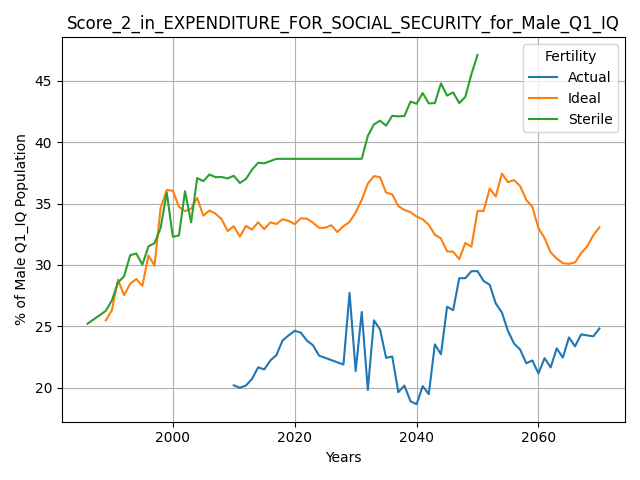 Score_2_in_EXPENDITURE_FOR_SOCIAL_SECURITY_for_Male_Q1_IQ
Fertility
Actual
Ideal
Sterile
% of Male Q1_IQ Population
45
40
35
30
25
20
2000
2020
2040
2060
Years